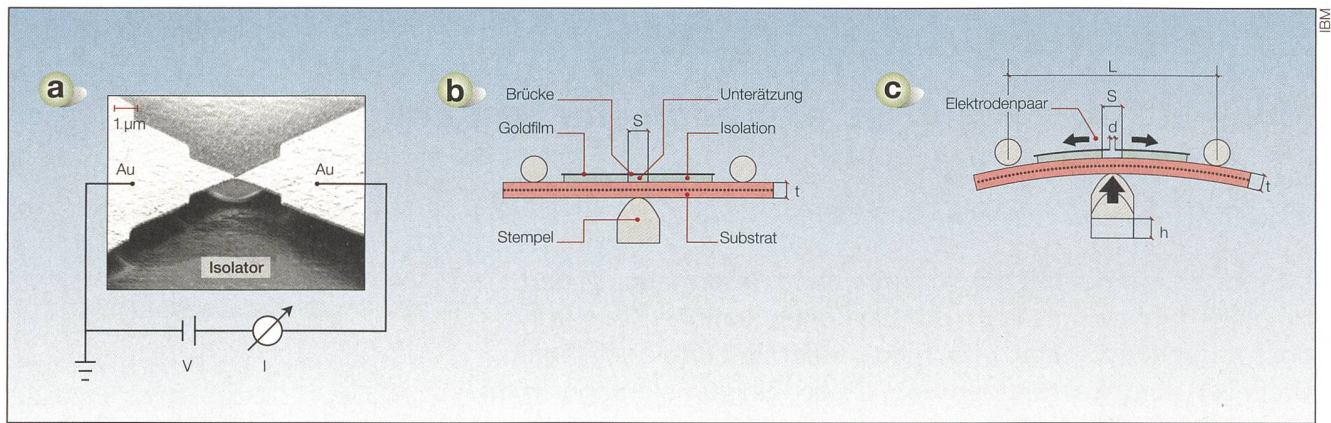 IBM
a
1 µm
Au
Au
Isolator
V
I
b
Brücke
Unterätzung
S
Goldfilm
Isolation
t
Stempel
Substrat
c
L
Elektrodenpaar
S
d
t
h